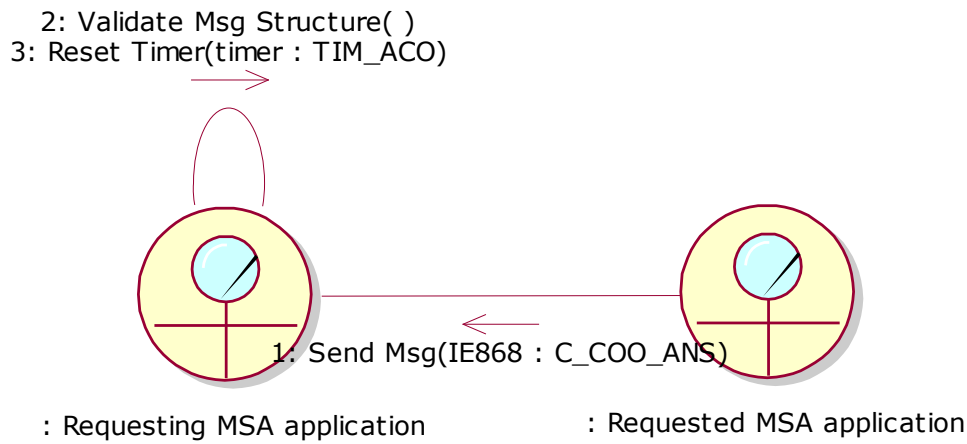 2: Validate Msg Structure( )
3: Reset Timer(timer : TIM_ACO)
1: Send Msg(IE868 : C_COO_ANS)
: Requesting MSA application
: Requested MSA application